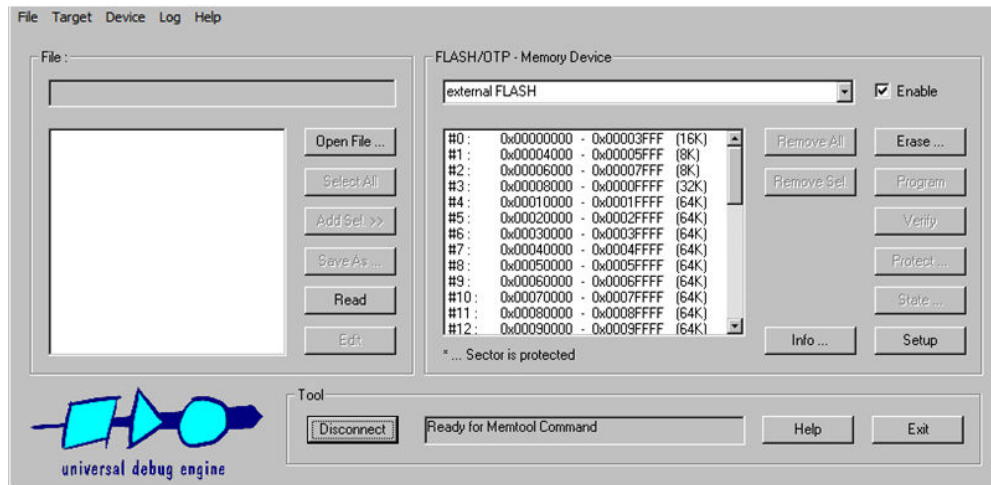 File Target Device Log Help
File :
Open File ...
Select All
Add Sel. >>
Save As ...
Read
Edit
FLASH/OTP - Memory Device
external FLASH
Enable
#0 : 0x00000000 - 0x00003FFF (16K)
#1 : 0x00004000 - 0x00005FFF (8K)
#2 : 0x00006000 - 0x00007FFF (8K)
#3 : 0x00008000 - 0x0000FFFF (32K)
#4 : 0x00010000 - 0x0001FFFF (64K)
#5 : 0x00020000 - 0x0002FFFF (64K)
#6 : 0x00030000 - 0x0003FFFF (64K)
#7 : 0x00040000 - 0x0004FFFF (64K)
#8 : 0x00050000 - 0x0005FFFF (64K)
#9 : 0x00060000 - 0x0006FFFF (64K)
#10 : 0x00070000 - 0x0007FFFF (64K)
#11 : 0x00080000 - 0x0008FFFF (64K)
#12 : 0x00090000 - 0x0009FFFF (64K)
* ... Sector is protected
Remove All
Remove Sel.
Info ...
Erase ...
Program
Verify
Protect ...
State ...
Setup
universal debug engine
Tool
Disconnect
Ready for Memtool Command
Help
Exit